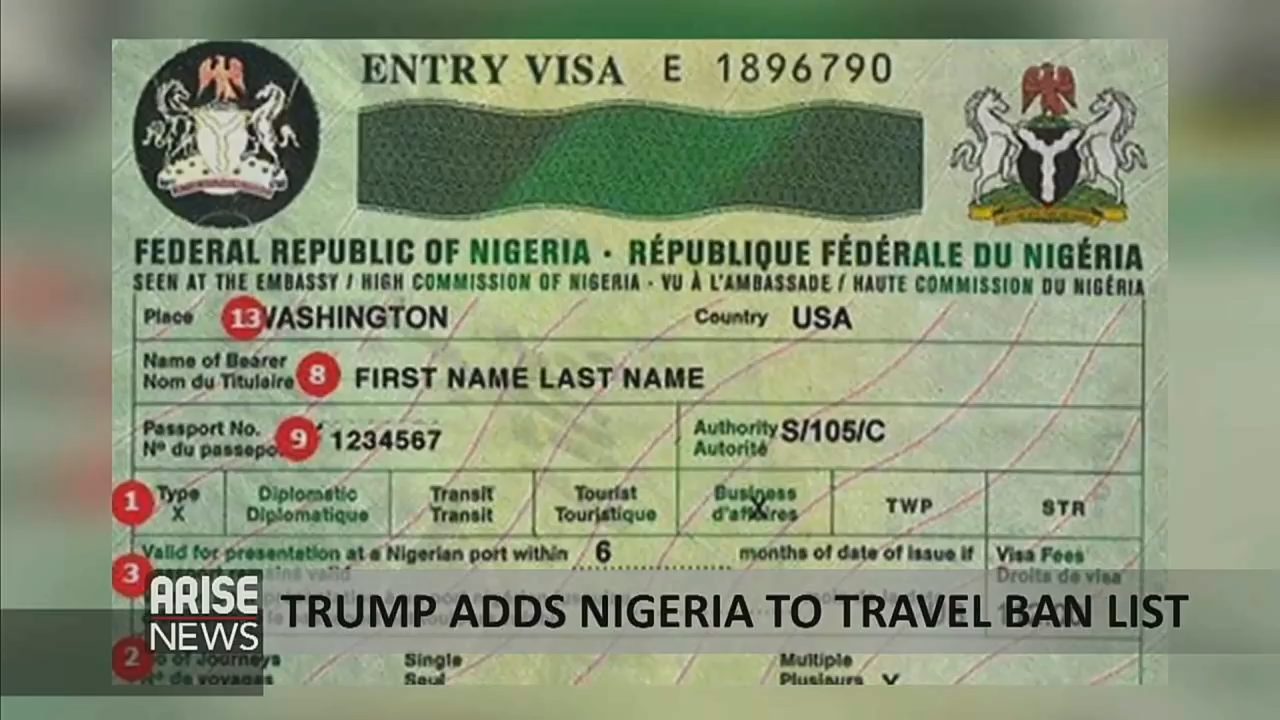 ENTRY VISA E 1896790
FEDERAL REPUBLIC OF NIGERIA · RÉPUBLIQUE FÉDÉRALE DU NIGÉRIA
SEEN AT THE EMBASSY / HIGH COMMISSION OF NIGERIA · VU À L'AMBASSADE / HAUTE COMMISSION DU NIGÉRIA
Place 13 WASHINGTON Country USA
Name of Bearer
Nom du Titulaire 8 FIRST NAME LAST NAME
Passport No. Authority
Nº du passepo 9 1234567 Autorité S/105/C
1 Type X
Diplomatic
Diplomatique
Transit
Transit
Tourist
Touristique
Business
d'affaires X
TWP
STR
Valid for presentation at a Nigerian port within 6 months of date of issue if
Visa Fees
Droits de visa
3
ARISE
NEWS
TRUMP ADDS NIGERIA TO TRAVEL BAN LIST
2 of Journeys Single Multiple
Nº de voyages Seul Plusieurs X